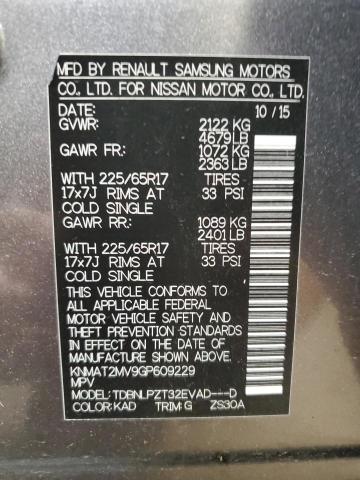 MFD BY RENAULT SAMSUNG MOTORS
CO., LTD. FOR NISSAN MOTOR CO., LTD.
DATE: 10/15
GVWR: 2122 KG
4679 LB
GAWR FR: 1072 KG
2363 LB
WITH 225/65R17 TIRES
17x7J RIMS AT 33 PSI
COLD SINGLE
GAWR RR: 1089 KG
2401 LB
WITH 225/65R17 TIRES
17x7J RIMS AT 33 PSI
COLD SINGLE
THIS VEHICLE CONFORMS TO
ALL APPLICABLE FEDERAL
MOTOR VEHICLE SAFETY AND
THEFT PREVENTION STANDARDS
IN EFFECT ON THE DATE OF
MANUFACTURE SHOWN ABOVE
KNMAT2MV9GP609229
MPV
MODEL: TDBNLPZT32EVAD---D
COLOR:KAD TRIM:G ZS30A